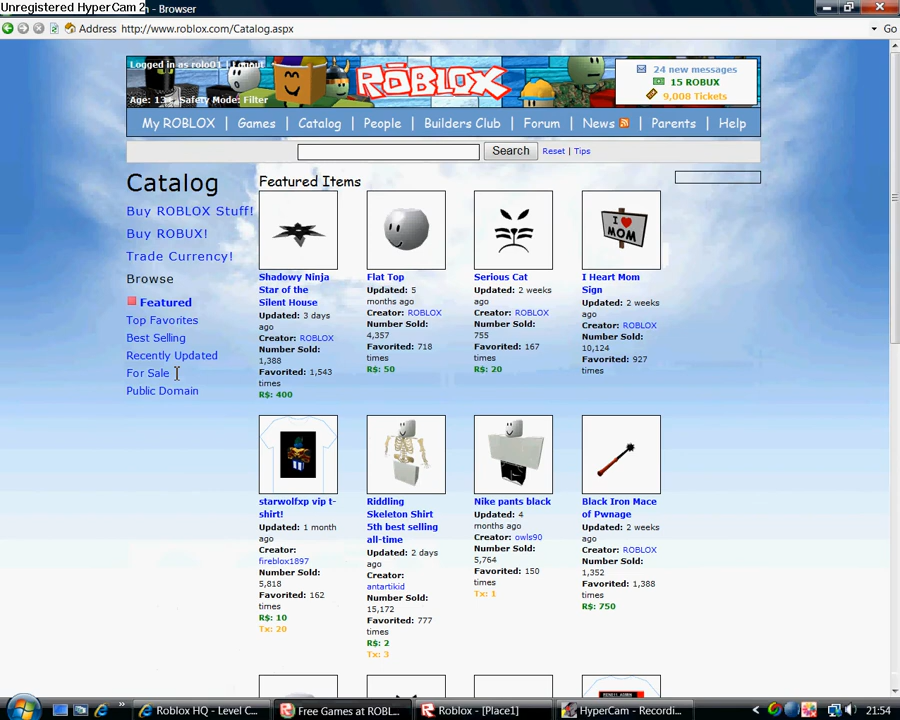 Unregistered HyperCam 2
n - Browser
Address http://www.roblox.com/Catalog.aspx
Go
Logged in as rolo01 | Logout
ROBLOX
Age: 13+, Safety Mode: Filter
24 new messages
15 ROBUX
9,008 Tickets
My ROBLOX | Games | Catalog | People | Builders Club | Forum | News | Parents | Help
Search Reset | Tips
Catalog
Buy ROBLOX Stuff!
Buy ROBUX!
Trade Currency!
Browse
Featured
Top Favorites
Best Selling
Recently Updated
For Sale
Public Domain
Featured Items
Shadowy Ninja
Star of the
Silent House
Updated: 3 days
ago
Creator: ROBLOX
Number Sold:
1,388
Favorited: 1,543
times
R$: 400
Flat Top
Updated: 5
months ago
Creator: ROBLOX
Number Sold:
4,357
Favorited: 718
times
R$: 50
Serious Cat
Updated: 2 weeks
ago
Creator: ROBLOX
Number Sold:
755
Favorited: 167
times
R$: 20
I ♥
MOM
I Heart Mom
Sign
Updated: 2 weeks
ago
Creator: ROBLOX
Number Sold:
10,124
Favorited: 927
times
starwolfxp vip t-
shirt!
Updated: 1 month
ago
Creator:
fireblox1897
Number Sold:
5,818
Favorited: 162
times
R$: 10
Tx: 20
Riddling
Skeleton Shirt
5th best selling
all-time
Updated: 2 days
ago
Creator:
antartikid
Number Sold:
15,172
Favorited: 777
times
R$: 2
Tx: 3
Nike pants black
Updated: 4
months ago
Creator: owls90
Number Sold:
5,764
Favorited: 150
times
Tx: 1
Black Iron Mace
of Pwnage
Updated: 2 weeks
ago
Creator: ROBLOX
Number Sold:
1,352
Favorited: 1,388
times
R$: 750
Roblox HQ - Level C...
Free Games at ROBL...
Roblox - [Place1]
HyperCam - Recordi...
21:54